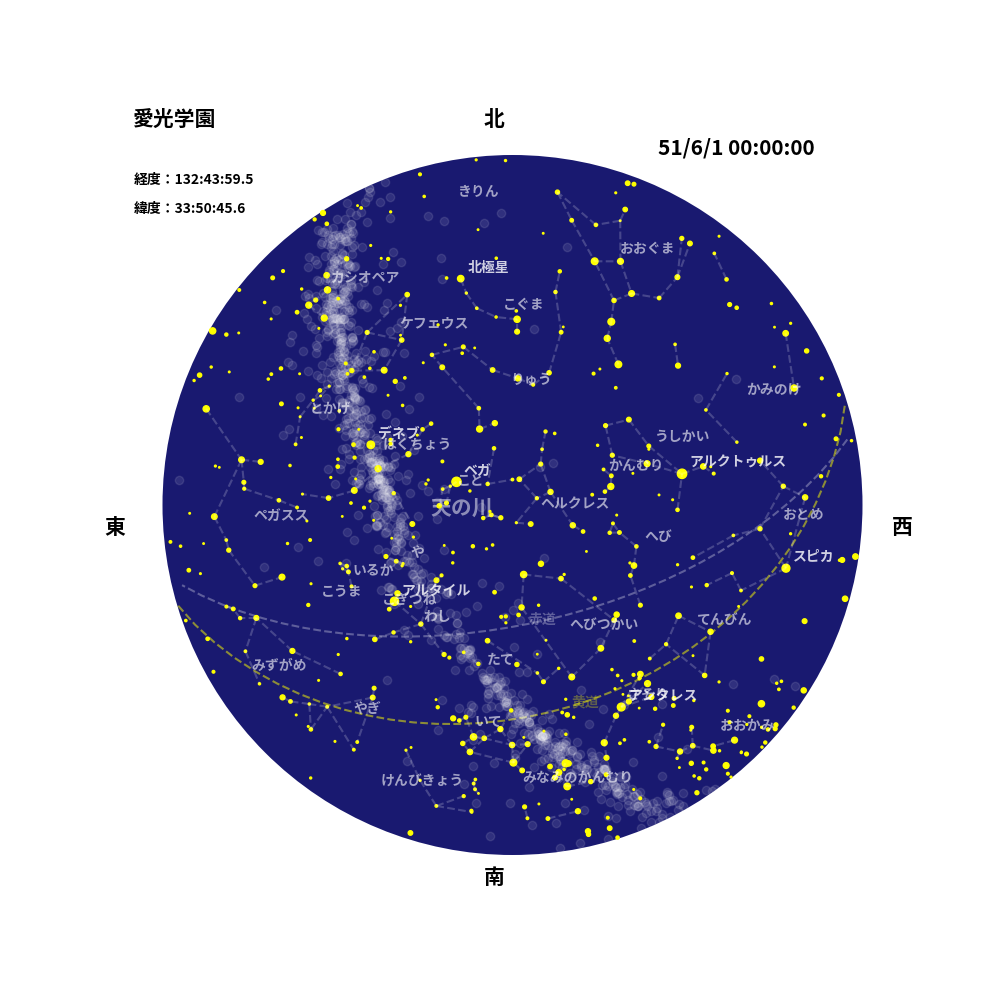 愛光学園
北
51/6/1 00:00:00
経度：132:43:59.5
緯度：33:50:45.6
きりん
おおぐま
北極星
カシオペア
こぐま
ケフェウス
りゅう
かみのけ
とかげ
デネブ
はくちょう
うしかい
アルクトゥルス
かんむり
ベガ
こと
天の川
ヘルクレス
ペガスス
おとめ
東
西
へび
や
スピカ
いるか
こうま
アルタイル
こぎつね
わし
赤道
へびつかい
てんびん
たて
みずがめ
アンタレス
黄道
やぎ
いて
おおかみ
けんびきょう
みなみのかんむり
南